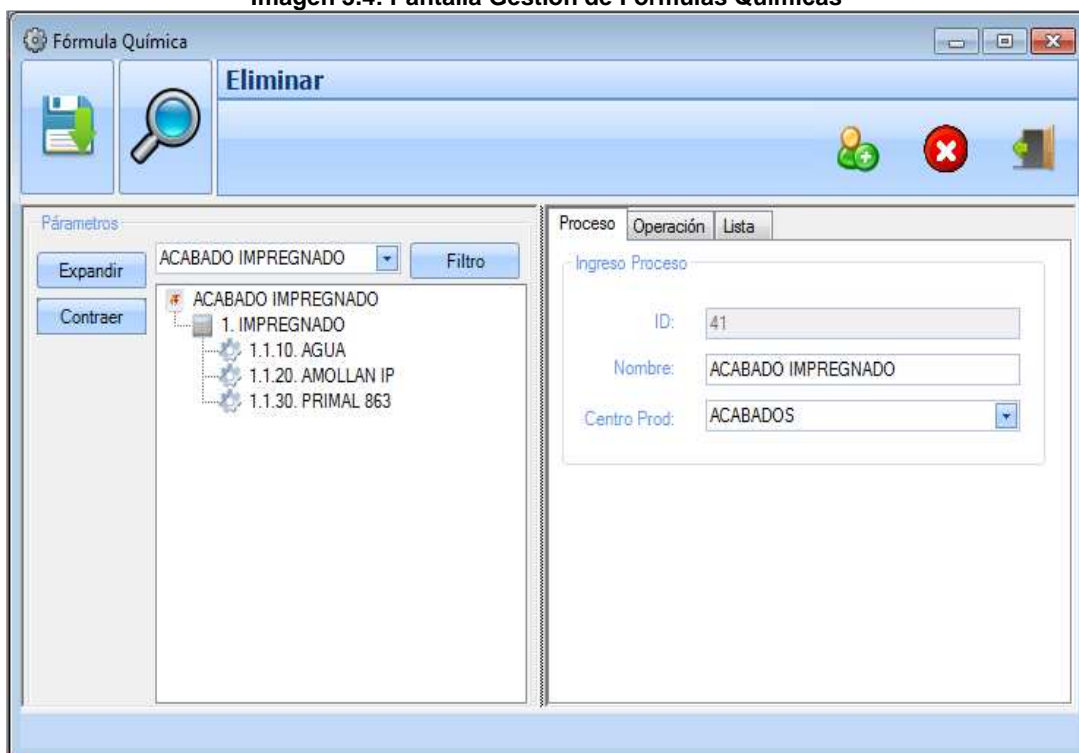 Imagen 3.4. Pantalla Gestión de Fórmulas Químicas
Fórmula Química
Eliminar
Párametros
Expandir
ACABADO IMPREGNADO
Filtro
Contraer
ACABADO IMPREGNADO
1. IMPREGNADO
1.1.10. AGUA
1.1.20. AMOLLAN IP
1.1.30. PRIMAL 863
Proceso
Operación
Lista
Ingreso Proceso
ID:
41
Nombre:
ACABADO IMPREGNADO
Centro Prod:
ACABADOS